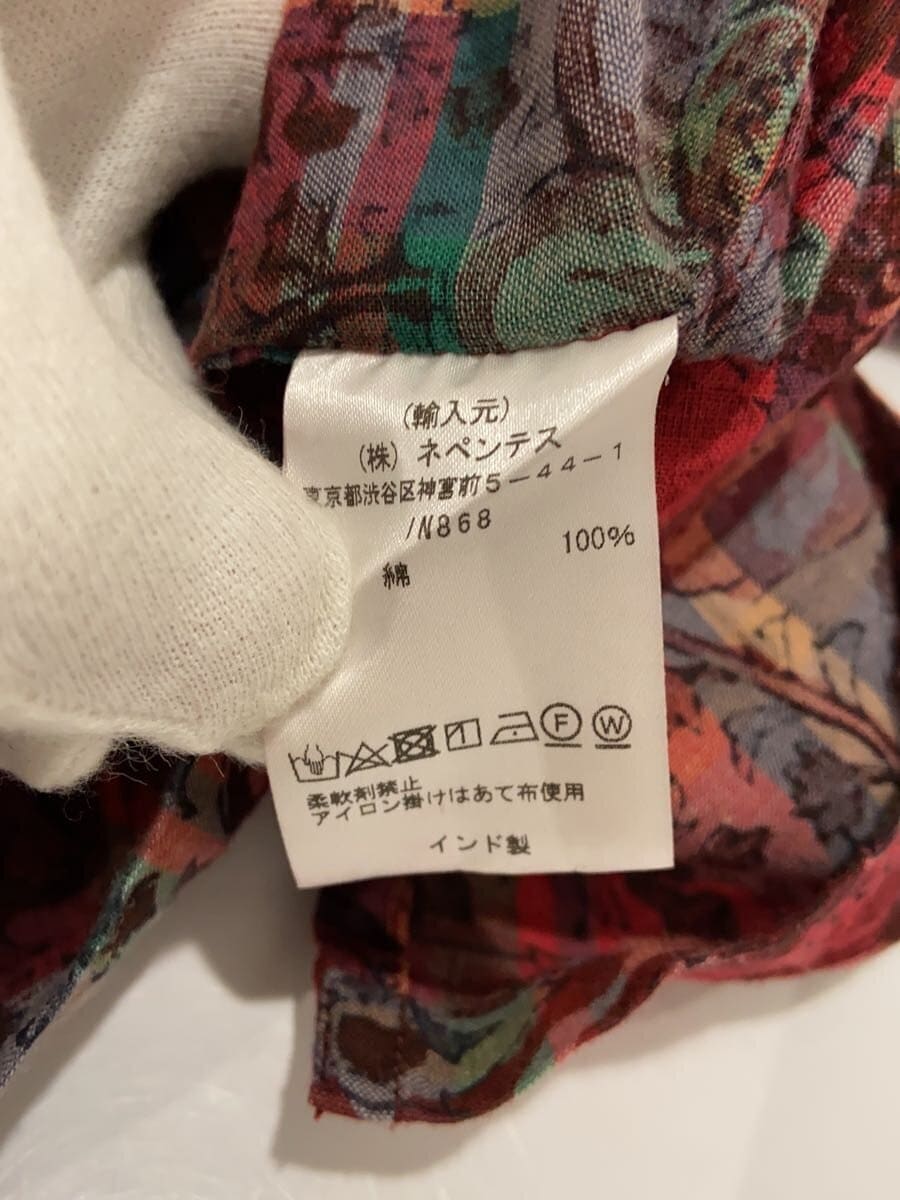 (輸入元)
(株) ネペンテス
東京都渋谷区神宮前5-44-1
IN868
綿 100%
F W
柔軟剤禁止
アイロン掛けはあて布使用
インド製